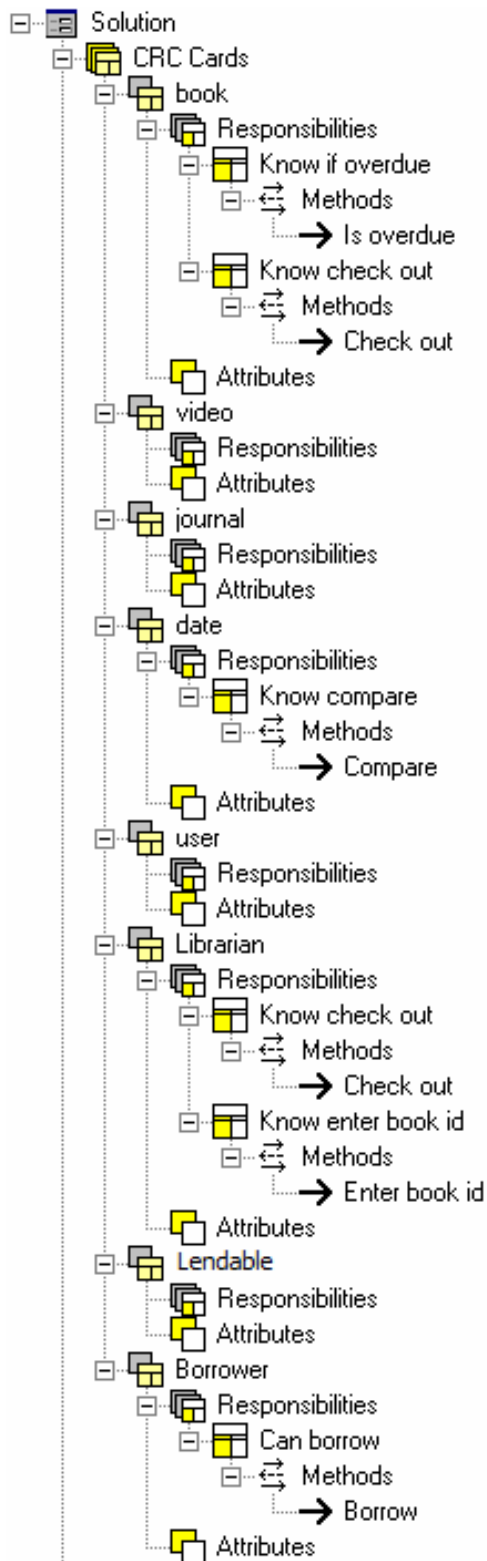 Solution
CRC Cards
book
Responsibilities
Know if overdue
Methods
Is overdue
Know check out
Methods
Check out
Attributes
video
Responsibilities
Attributes
journal
Responsibilities
Attributes
date
Responsibilities
Know compare
Methods
Compare
Attributes
user
Responsibilities
Attributes
Librarian
Responsibilities
Know check out
Methods
Check out
Know enter book id
Methods
Enter book id
Attributes
Lendable
Responsibilities
Attributes
Borrower
Responsibilities
Can borrow
Methods
Borrow
Attributes